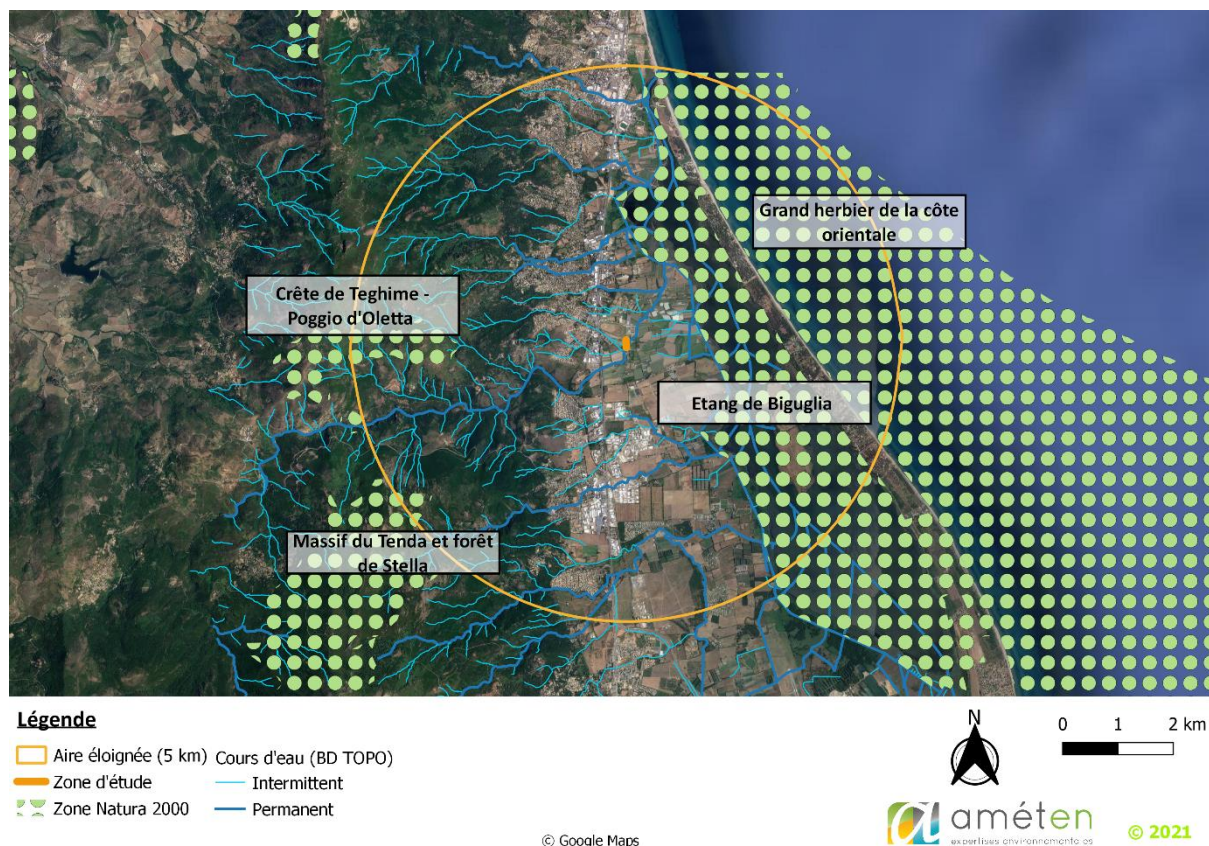 Grand herbier de la côte
orientale
Crête de Teghime -
Poggio d'Oletta
Etang de Biguglia
Massif du Tenda et forêt
de Stella
Légende
Aire éloignée (5 km)
Zone d'étude
Zone Natura 2000
Cours d'eau (BD TOPO)
Intermittent
Permanent
N
0 1 2 km
© Google Maps
améten
expertises environnementales
© 2021